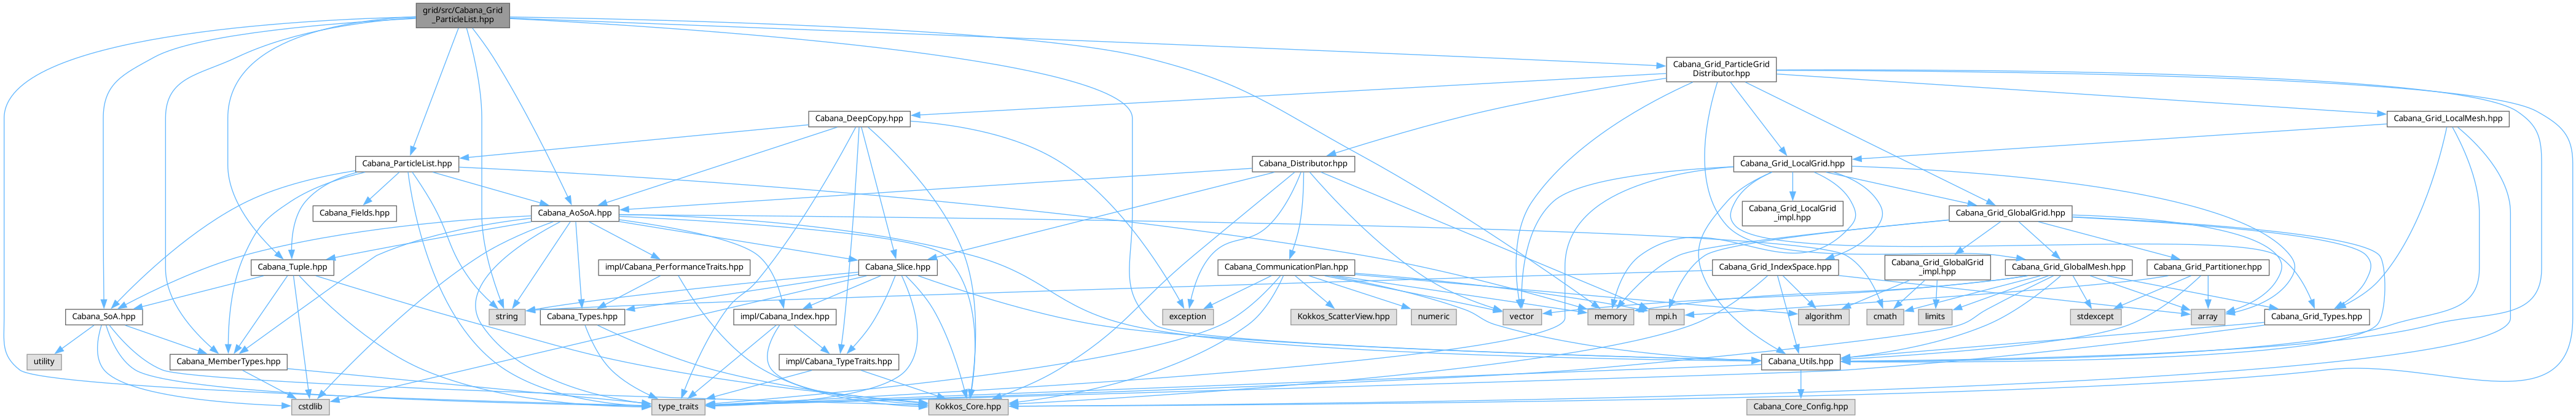 grid/src/Cabana_Grid
_ParticleList.hpp
Cabana_Grid_ParticleGrid
Distributor.hpp
Cabana_DeepCopy.hpp
Cabana_Grid_LocalMesh.hpp
Cabana_ParticleList.hpp
Cabana_Distributor.hpp
Cabana_Grid_LocalGrid.hpp
Cabana_Fields.hpp
Cabana_AoSoA.hpp
Cabana_Grid_LocalGrid
_impl.hpp
Cabana_Grid_GlobalGrid.hpp
Cabana_Tuple.hpp
impl/Cabana_PerformanceTraits.hpp
Cabana_Slice.hpp
Cabana_CommunicationPlan.hpp
Cabana_Grid_IndexSpace.hpp
Cabana_Grid_GlobalGrid
_impl.hpp
Cabana_Grid_GlobalMesh.hpp
Cabana_Grid_Partitioner.hpp
Cabana_SoA.hpp
string
Cabana_Types.hpp
impl/Cabana_Index.hpp
exception
Kokkos_ScatterView.hpp
numeric
vector
memory
mpi.h
algorithm
cmath
limits
stdexcept
array
Cabana_Grid_Types.hpp
utility
Cabana_MemberTypes.hpp
impl/Cabana_TypeTraits.hpp
Cabana_Utils.hpp
cstdlib
type_traits
Kokkos_Core.hpp
Cabana_Core_Config.hpp